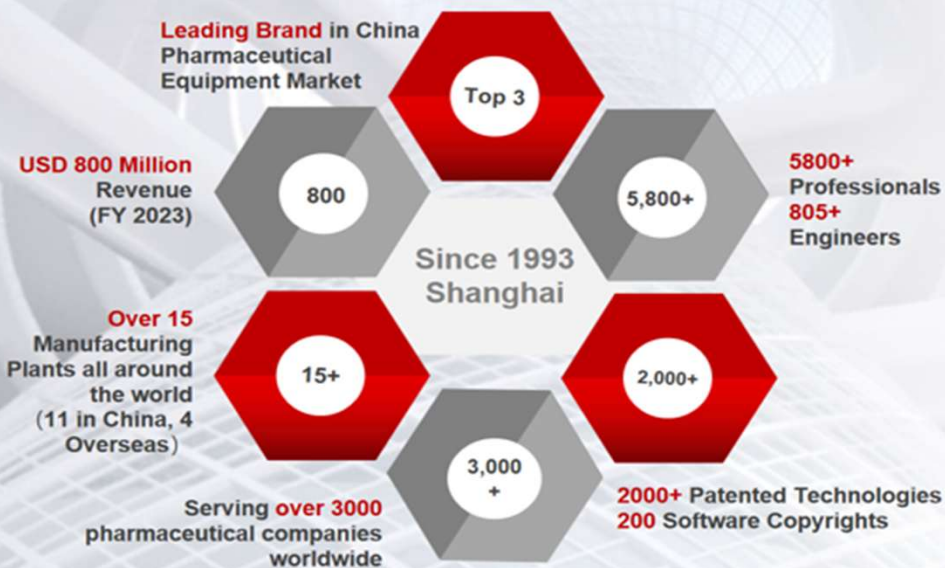 Leading Brand in China
Pharmaceutical
Equipment Market
Top 3
USD 800 Million
Revenue
(FY 2023)
800
5,800+
5800+
Professionals
805+
Engineers
Since 1993
Shanghai
Over 15
Manufacturing
Plants all around
the world
(11 in China, 4
Overseas)
15+
2,000+
3,000
+
2000+ Patented Technologies
200 Software Copyrights
Serving over 3000
pharmaceutical companies
worldwide